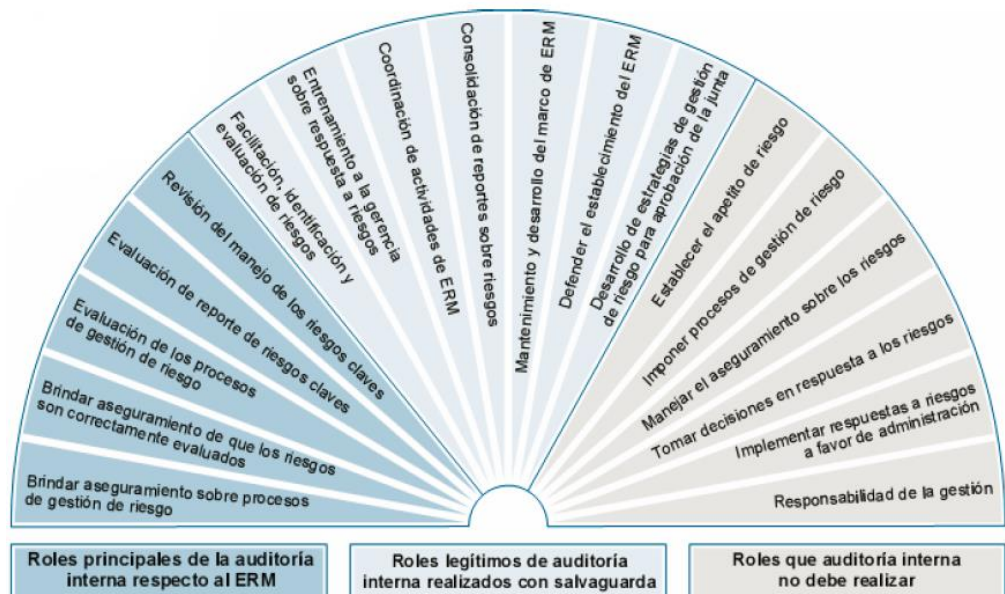 Brindar aseguramiento sobre procesos
de gestión de riesgo
Brindar aseguramiento de que los riesgos
son correctamente evaluados
Evaluación de los procesos
de gestión de riesgo
Evaluación de reporte de riesgos claves
Revisión del manejo de los riesgos claves
Facilitación, identificación y
evaluación de riesgos
Entrenamiento a la gerencia
sobre respuesta a riesgos
Coordinación de actividades de ERM
Consolidación de reportes sobre riesgos
Mantenimiento y desarrollo del marco de ERM
Defender el establecimiento del ERM
Desarrollo de estrategias de gestión
de riesgo para aprobación de la junta
Establecer el apetito de riesgo
Imponer procesos de gestión de riesgo
Manejar el aseguramiento sobre los riesgos
Tomar decisiones en respuesta a los riesgos
Implementar respuestas a riesgos
a favor de administración
Responsabilidad de la gestión
Roles principales de la auditoría
interna respecto al ERM
Roles legítimos de auditoría
interna realizados con salvaguarda
Roles que auditoría interna
no debe realizar